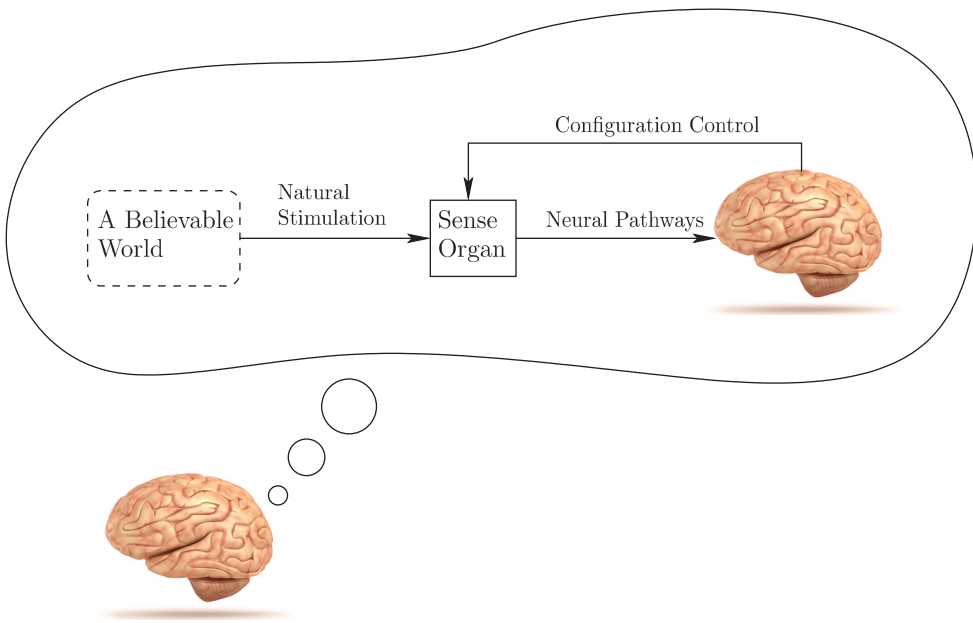 Configuration Control
Natural
Stimulation
A Believable
World
Sense
Organ
Neural Pathways